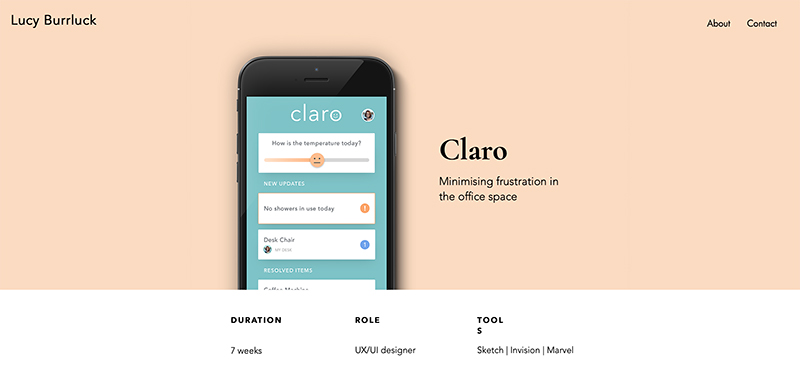 Lucy Burrluck
About
Contact
claro
How is the temperature today?
NEW UPDATES
No showers in use today
Desk Chair
MY DESK
RESOLVED ITEMS
Claro
Minimising frustration in
the office space
DURATION
7 weeks
ROLE
UX/UI designer
TOOL
S
Sketch | Invision | Marvel